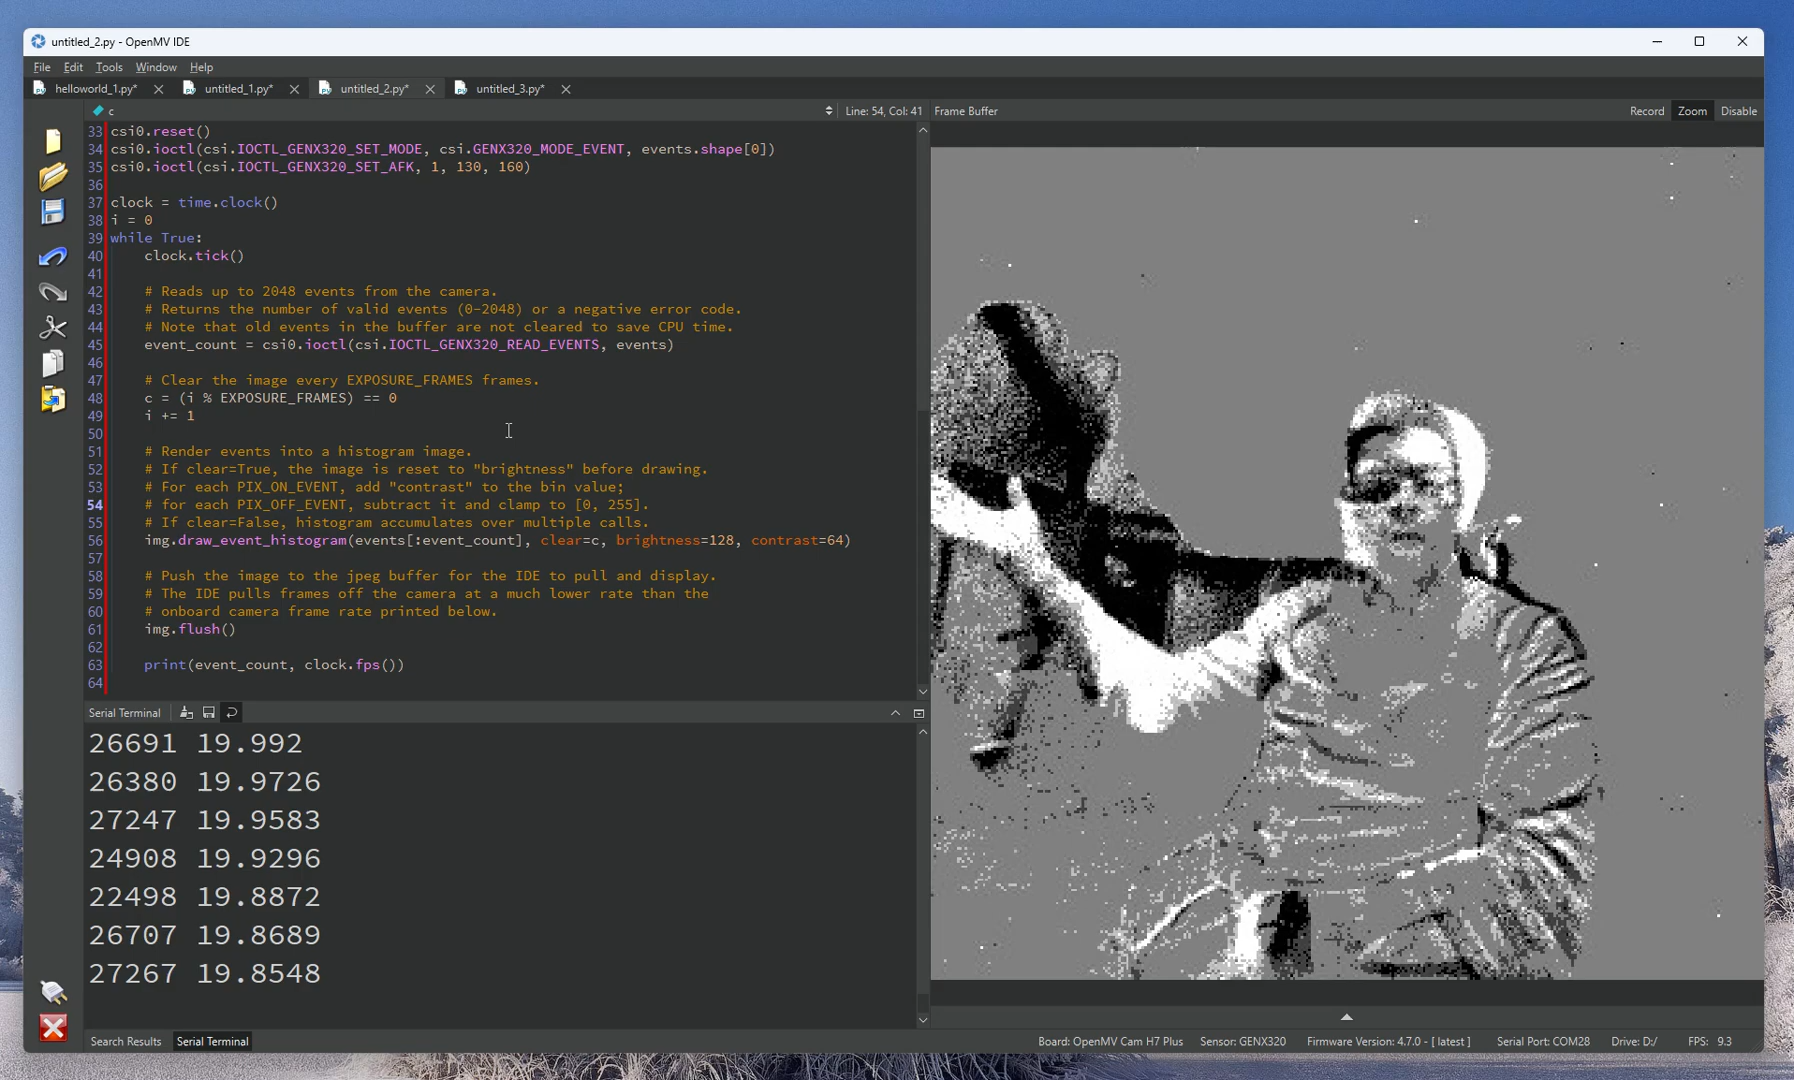 untitled_2.py - OpenMV IDE
File Edit Tools Window Help
helloworld_1.py* untitled_1.py* untitled_2.py* untitled_3.py*
c Line: 54, Col: 41 Frame Buffer Record Zoom Disable
33 csi0.reset()
34 csi0.ioctl(csi.IOCTL_GENX320_SET_MODE, csi.GENX320_MODE_EVENT, events.shape[0])
35 csi0.ioctl(csi.IOCTL_GENX320_SET_AFK, 1, 130, 160)
36
37 clock = time.clock()
38 i = 0
39 while True:
40 clock.tick()
41
42 # Reads up to 2048 events from the camera.
43 # Returns the number of valid events (0-2048) or a negative error code.
44 # Note that old events in the buffer are not cleared to save CPU time.
45 event_count = csi0.ioctl(csi.IOCTL_GENX320_READ_EVENTS, events)
46
47 # Clear the image every EXPOSURE_FRAMES frames.
48 c = (i % EXPOSURE_FRAMES) == 0
49 i += 1
50
51 # Render events into a histogram image.
52 # If clear=True, the image is reset to "brightness" before drawing.
53 # For each PIX_ON_EVENT, add "contrast" to the bin value;
54 # for each PIX_OFF_EVENT, subtract it and clamp to [0, 255].
55 # If clear=False, histogram accumulates over multiple calls.
56 img.draw_event_histogram(events[:event_count], clear=c, brightness=128, contrast=64)
57
58 # Push the image to the jpeg buffer for the IDE to pull and display.
59 # The IDE pulls frames off the camera at a much lower rate than the
60 # onboard camera frame rate printed below.
61 img.flush()
62
63 print(event_count, clock.fps())
64
Serial Terminal
26691 19.992
26380 19.9726
27247 19.9583
24908 19.9296
22498 19.8872
26707 19.8689
27267 19.8548
Search Results Serial Terminal Board: OpenMV Cam H7 Plus Sensor: GENX320 Firmware Version: 4.7.0 - [ latest ] Serial Port: COM28 Drive: D:/ FPS: 9.3